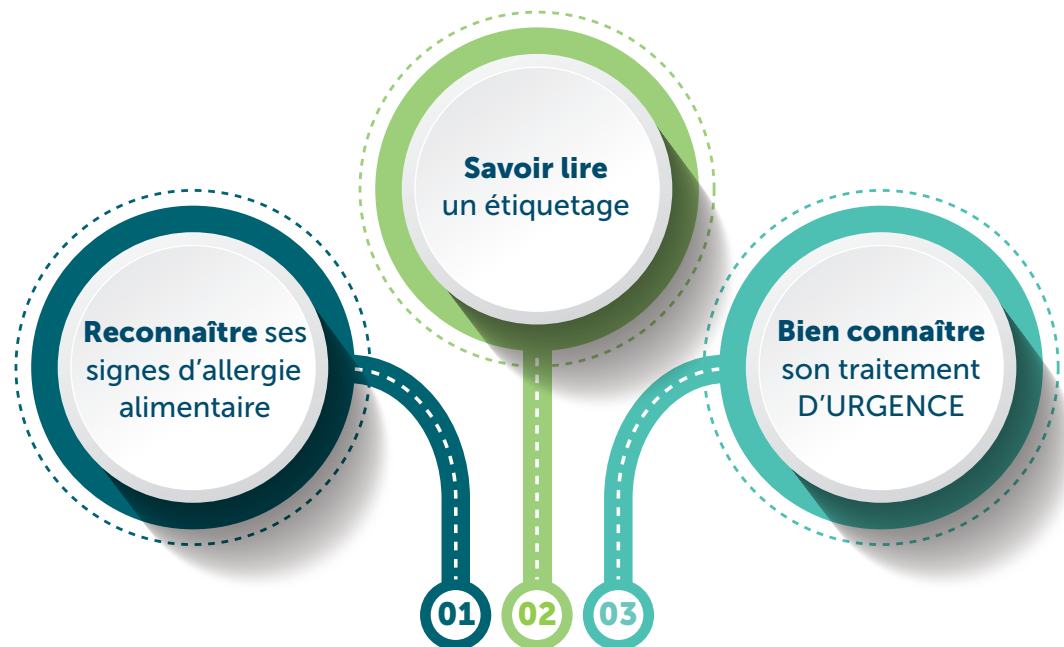 Reconnaître ses
signes d'allergie
alimentaire
Savoir lire
un étiquetage
Bien connaître
son traitement
D'URGENCE
01
02
03